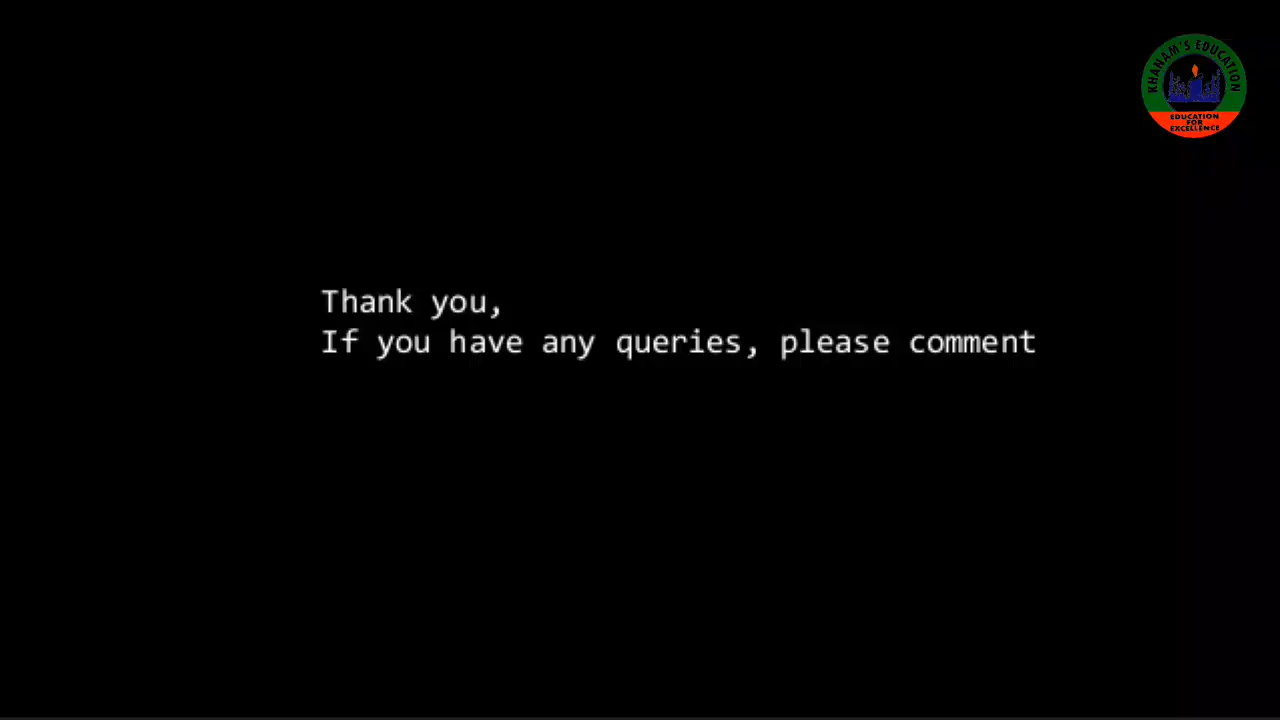 KHANAM'S EDUCATION
EDUCATION
FOR
EXCELLENCE
Thank you,
If you have any queries, please comment